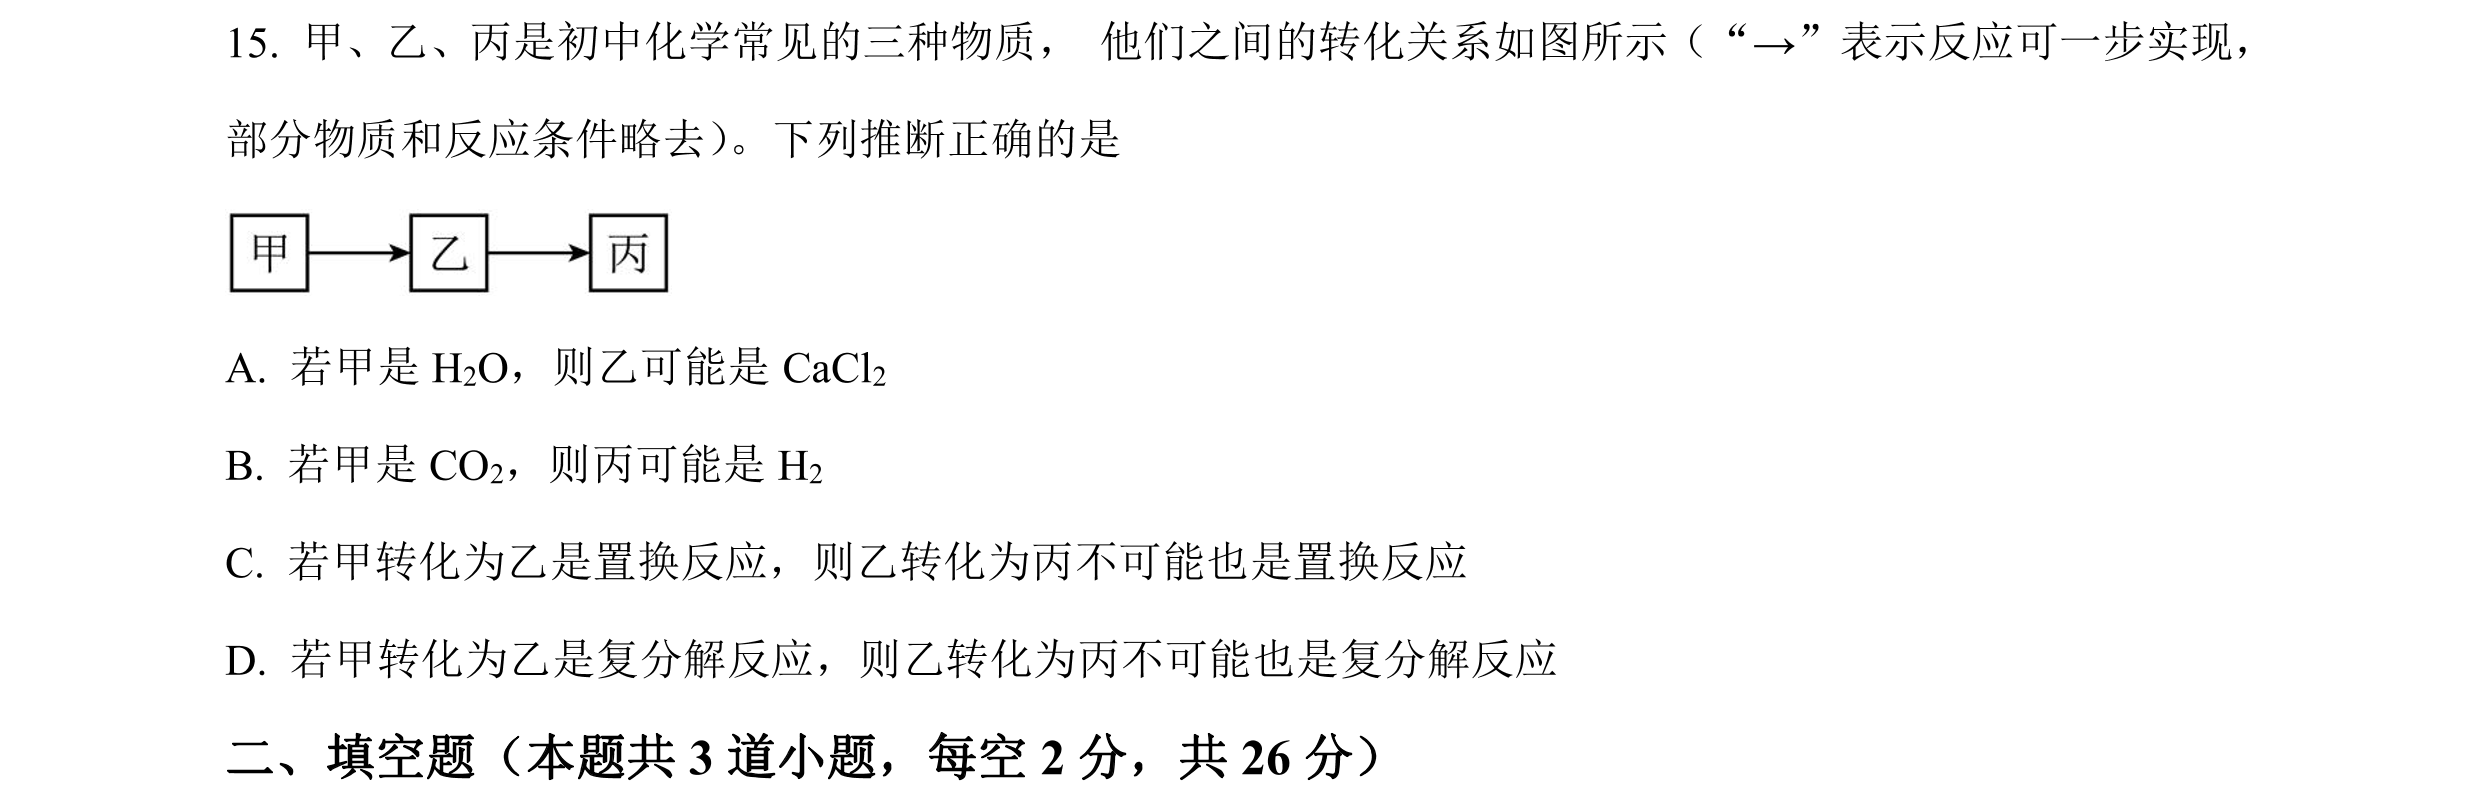 15. 甲、乙、丙是初中化学常见的三种物质， 他们之间的转化关系如图所示（“→”表示反应可一步实现，
部分物质和反应条件略去）。下列推断正确的是
甲 乙 丙
A. 若甲是 H₂O，则乙可能是 CaCl₂
B. 若甲是 CO₂，则丙可能是 H₂
C. 若甲转化为乙是置换反应，则乙转化为丙不可能也是置换反应
D. 若甲转化为乙是复分解反应，则乙转化为丙不可能也是复分解反应
二、填空题（本题共 3 道小题，每空 2 分，共 26 分）